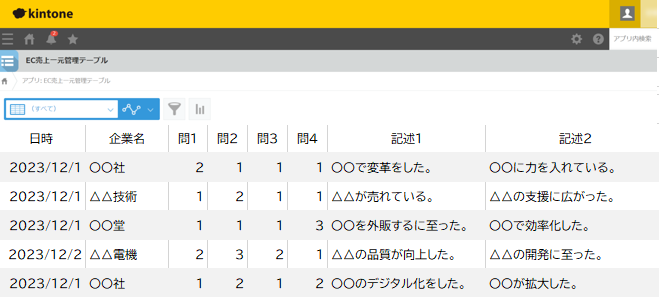 kintone
2
アプリ内検索
EC売上一元管理テーブル
アプリ: EC売上一元管理テーブル
(すべて)
日時 企業名 問1 問2 問3 問4 記述1 記述2
2023/12/1 〇〇社 2 1 1 1 〇〇で変革をした。 〇〇に力を入れている。
2023/12/1 △△技術 1 2 1 1 △△が売れている。 △△の支援に広がった。
2023/12/1 〇〇堂 1 1 1 3 〇〇を外販するに至った。 〇〇で効率化した。
2023/12/2 △△電機 2 3 2 1 △△の品質が向上した。 △△の開発に至った。
2023/12/1 〇〇社 1 2 1 2 〇〇のデジタル化をした。 〇〇が拡大した。